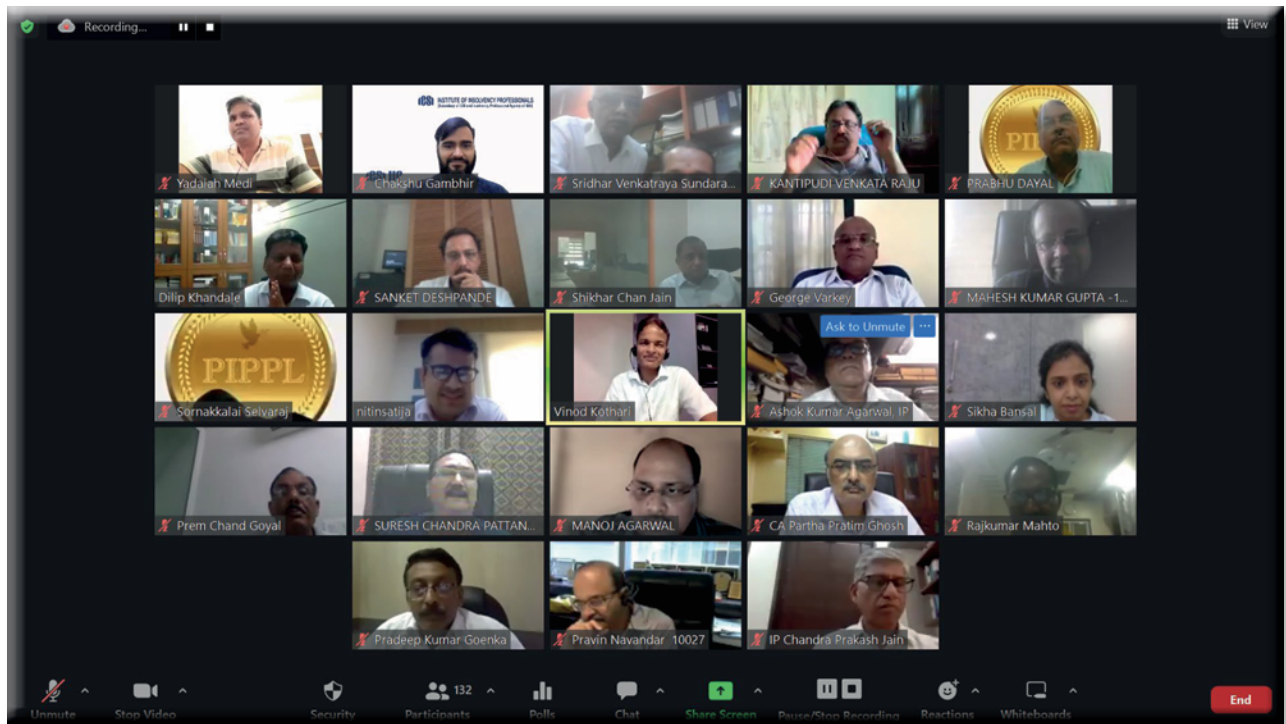 Recording...
View
INSTITUTE OF INSOLVENCY PROFESSIONALS
Yadaiah Medi
Chakshu Gambhir
Sridhar Venkatraya Sundara...
KANTIPUDI VENKATA RAJU
PRABHU DAYAL
Dilip Khandale
SANKET DESHPANDE
Shikhar Chan Jain
George Varkey
MAHESH KUMAR GUPTA -1...
Ask to Unmute
PIPPL
Sornakkalai Selvaraj
nitinsatija
Vinod Kothari
Ashok Kumar Agarwal, IP
Sikha Bansal
Prem Chand Goyal
SURESH CHANDRA PATTAN...
MANOJ AGARWAL
CA Partha Pratim Ghosh
Rajkumar Mahto
Pradeep Kumar Goenka
Pravin Navandar 10027
IP Chandra Prakash Jain
132
Unmute
Stop Video
Security
Participants
Polls
Chat
Share Screen
Pause/Stop Recording
Reactions
Whiteboards
End